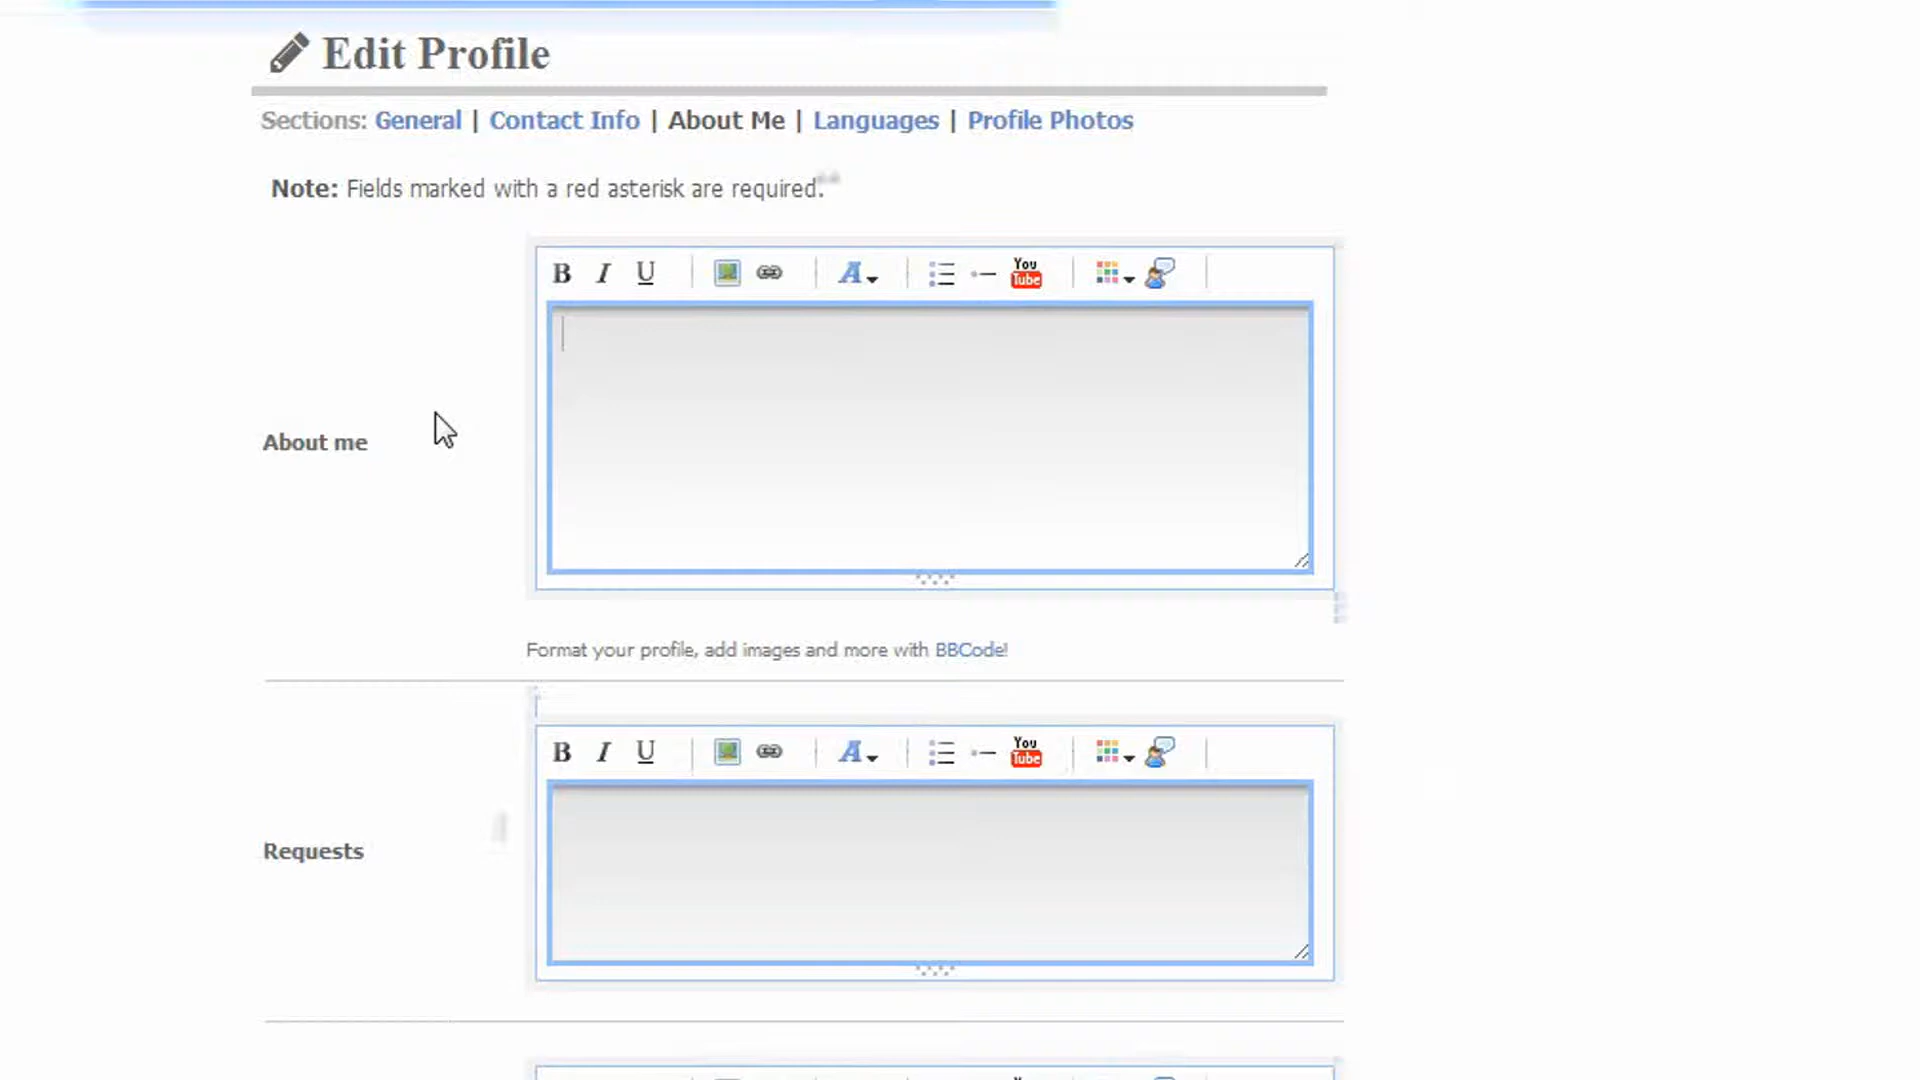 Edit Profile
Sections: General | Contact Info | About Me | Languages | Profile Photos
Note: Fields marked with a red asterisk are required.
B I U A You Tube
About me
Format your profile, add images and more with BBCode!
B I U A You Tube
Requests